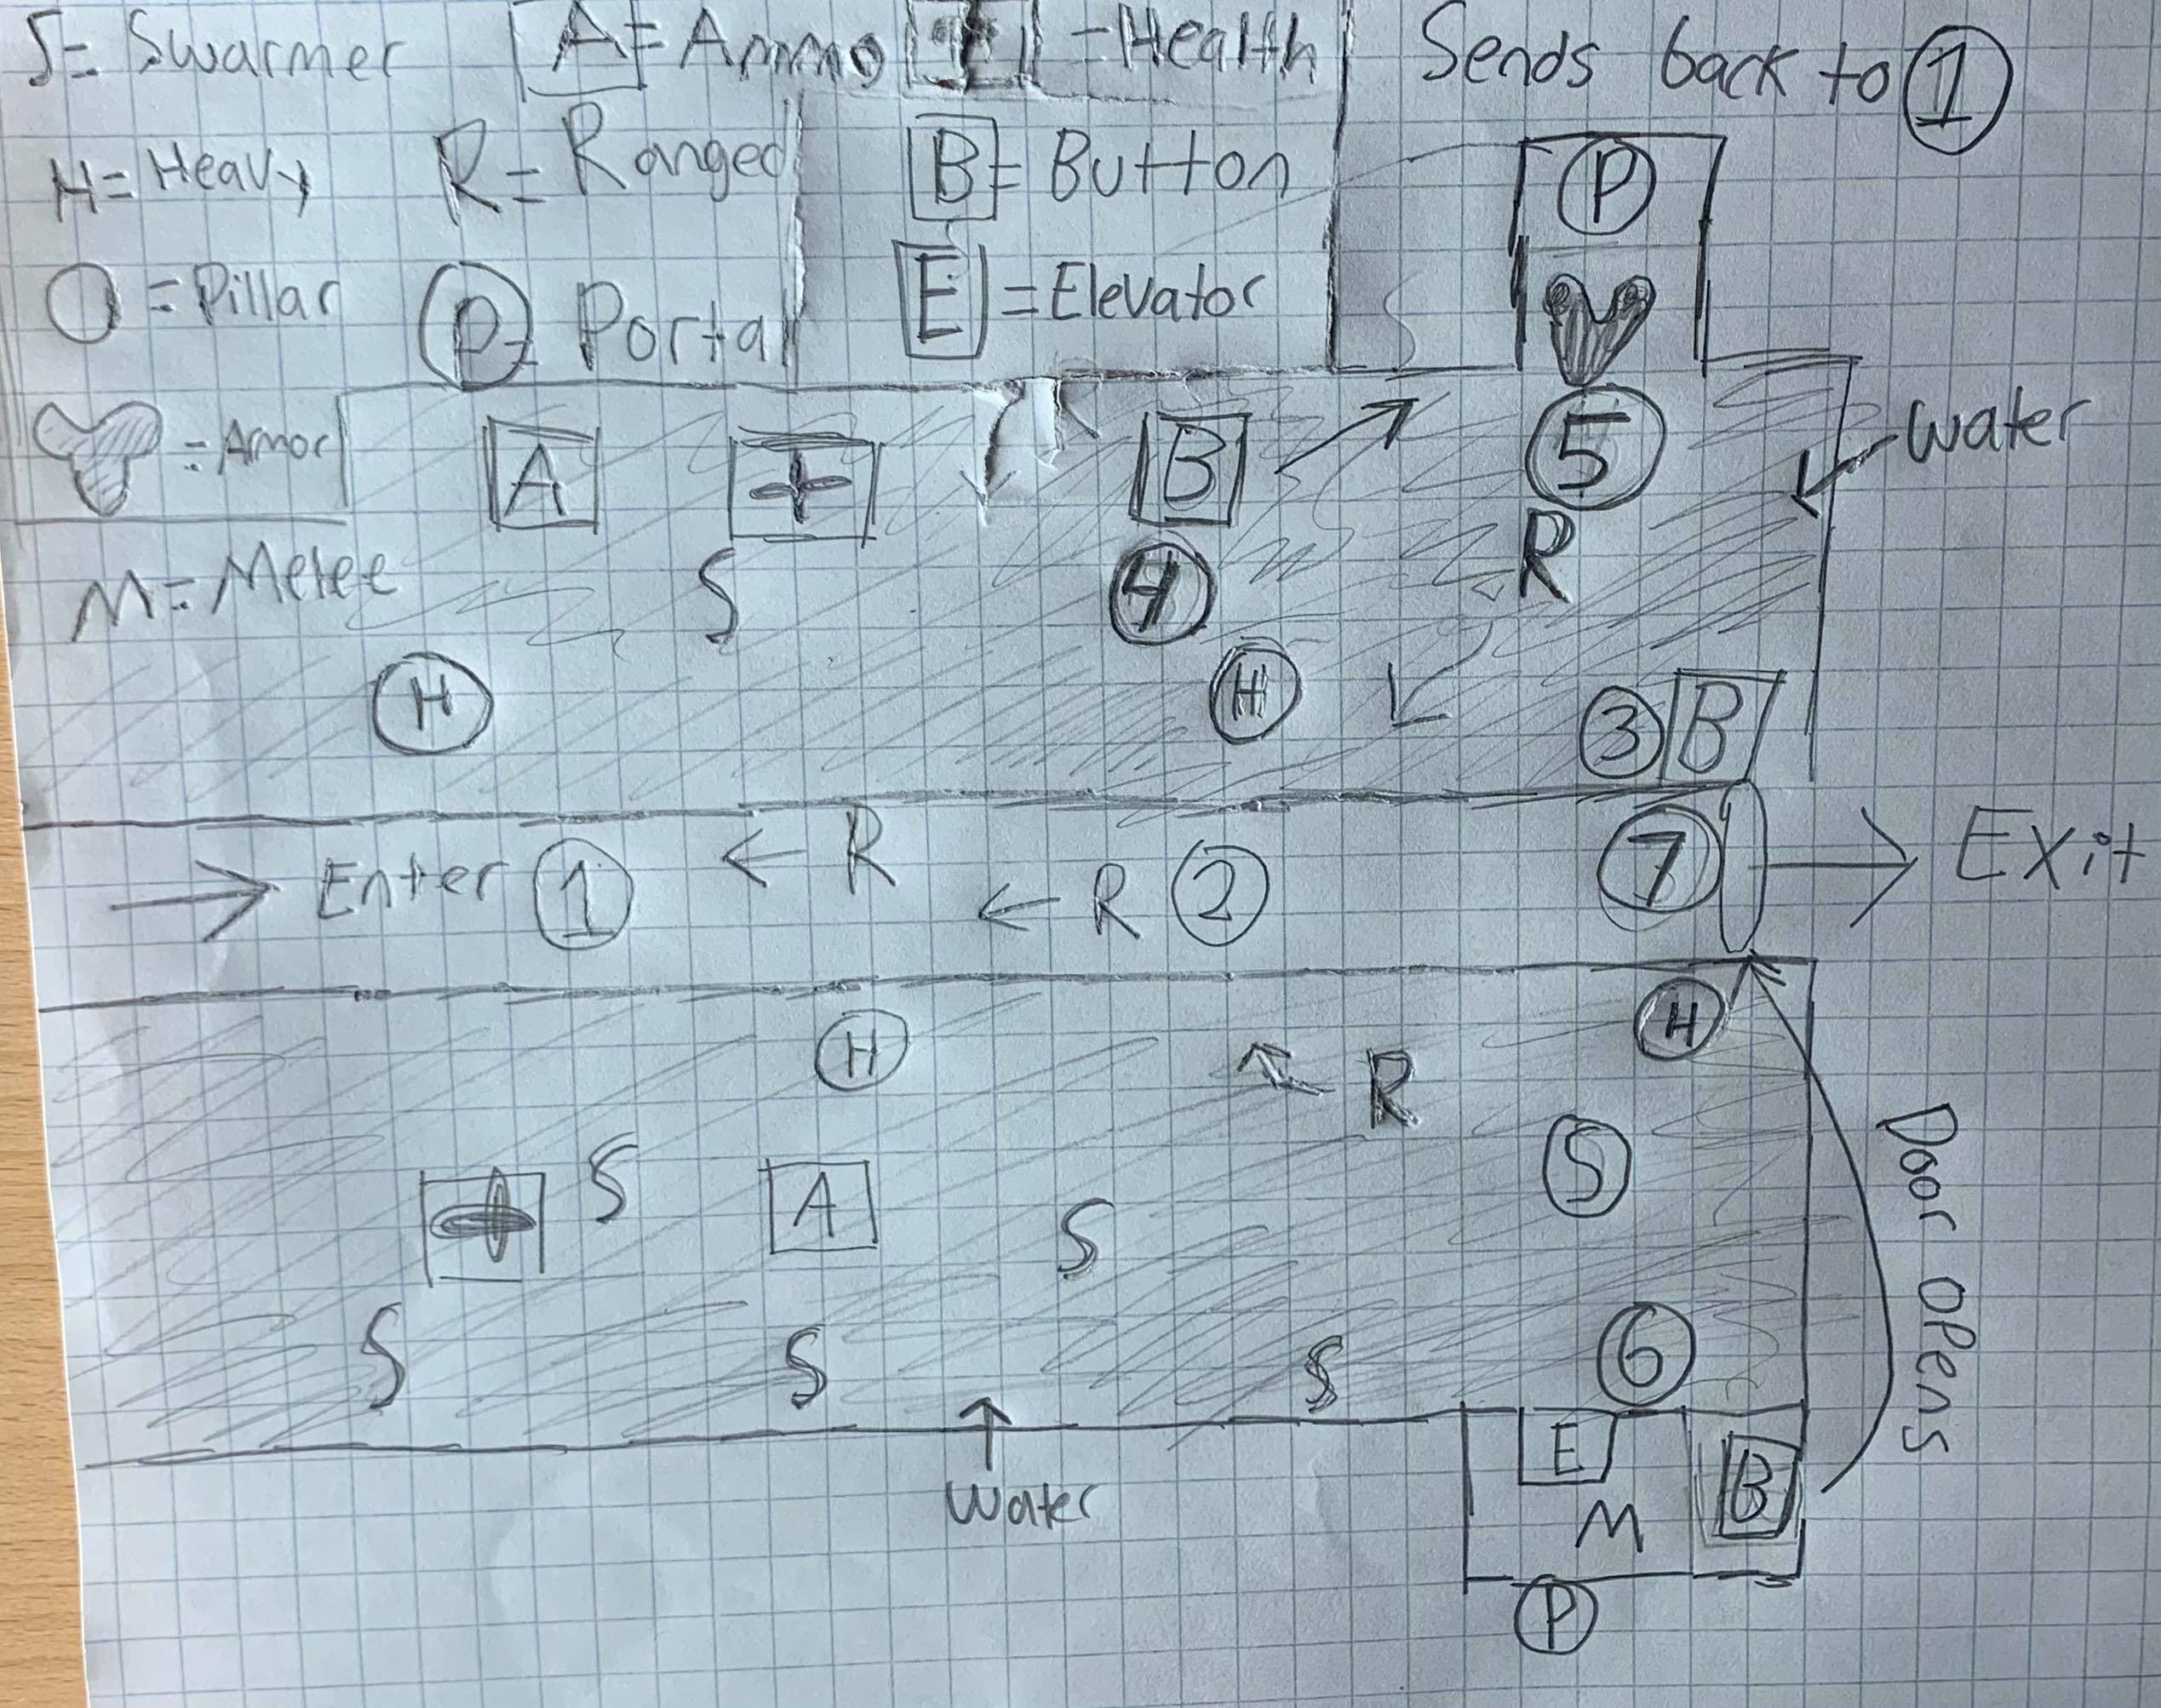 S= Swarmer A= Ammo + =Health Sends back to 1
H= Heavy R= Ranged B= Button P
O =Pillar P= Portal E =Elevator
=Armor A + B 5 Water
M= Melee S 4 R
H H 3 B
Enter 1 R R 2 7 Exit
H R H
+ S A S S
S S S 6
Door opens
E B
Water M
P